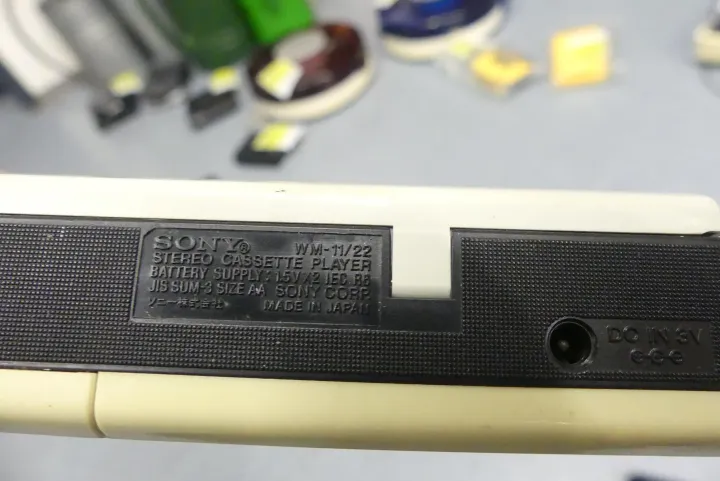 SONY® WM-11/22
STEREO CASSETTE PLAYER
BATTERY SUPPLY: 1.5V×2 IEC R6
JIS SUM-3 SIZE AA SONY CORP.
ソニー株式会社 MADE IN JAPAN
DC IN 3V